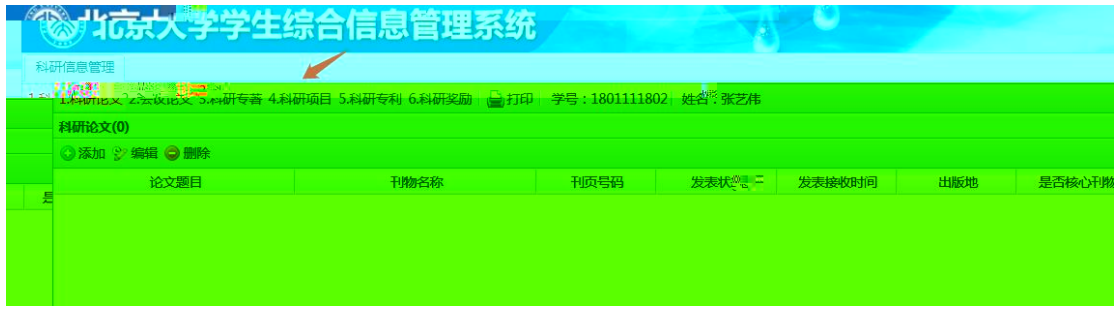 北京大学学生综合信息管理系统
科研信息管理
1.科研论文 2.会议论文 3.科研专著 4.科研项目 5.科研专利 6.科研奖励 打印 学号：1801111802 姓名：张艺伟
科研论文(0)
添加 编辑 删除
论文题目 刊物名称 刊页号码 发表状态 发表接收时间 出版地 是否核心刊物
是